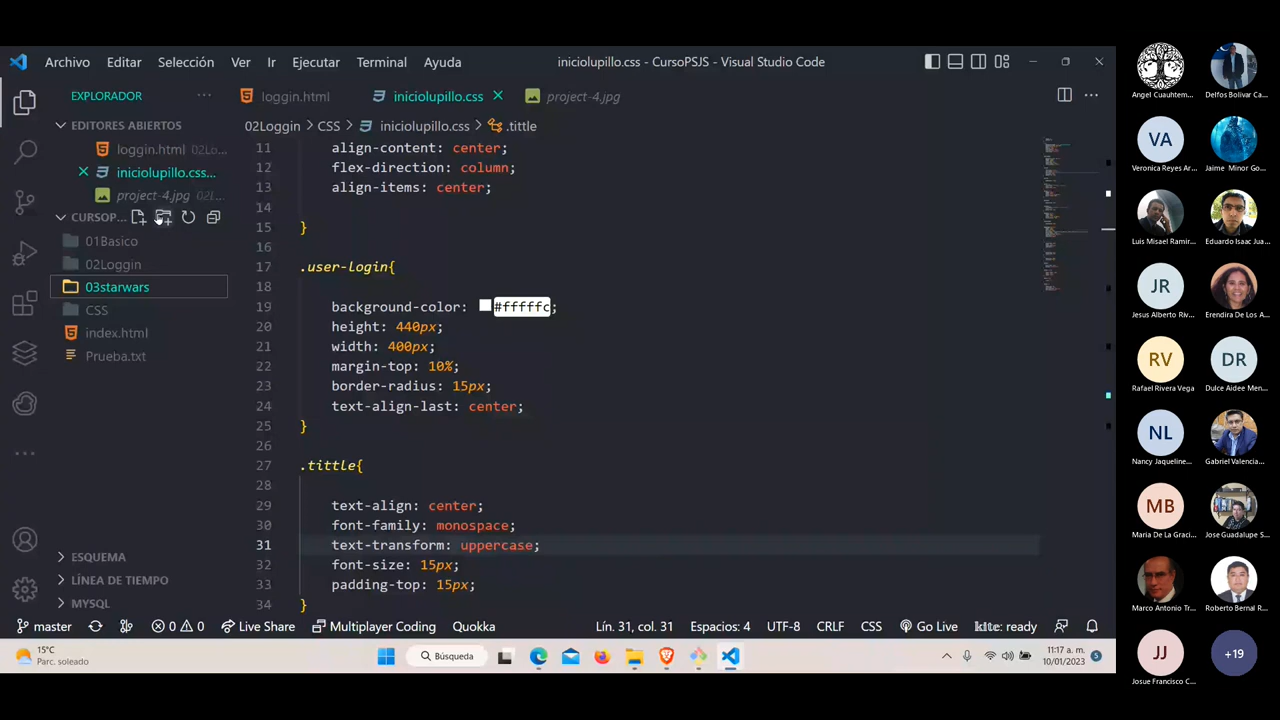 Archivo Editar Selección Ver Ir Ejecutar Terminal Ayuda
iniciolupillo.css - CursoPSJS - Visual Studio Code
EXPLORADOR
loggin.html
iniciolupillo.css
project-4.jpg
EDITORES ABIERTOS
loggin.html 02Lo...
iniciolupillo.css...
project-4.jpg 02L...
CURSOP...
01Basico
02Loggin
03starwars
CSS
index.html
Prueba.txt
ESQUEMA
LÍNEA DE TIEMPO
MYSQL
02Loggin > CSS > iniciolupillo.css > .tittle
11 align-content: center;
12 flex-direction: column;
13 align-items: center;
14
15 }
16
17 .user-login{
18
19 background-color: #fffffc;
20 height: 440px;
21 width: 400px;
22 margin-top: 10%;
23 border-radius: 15px;
24 text-align-last: center;
25 }
26
27 .tittle{
28
29 text-align: center;
30 font-family: monospace;
31 text-transform: uppercase;
32 font-size: 15px;
33 padding-top: 15px;
34 }
master 0 0 Live Share Multiplayer Coding Quokka Lín. 31, col. 31 Espacios: 4 UTF-8 CRLF CSS Go Live kite: ready
15°C
Parc. soleado
Búsqueda
11:17 a. m.
10/01/2023
5
Angel Cuauhtem...
Delfos Bolivar Ca...
VA
Veronica Reyes Ar...
Jaime Minor Go...
Luis Misael Ramir...
Eduardo Isaac Jua...
JR
Jesus Alberto Riv...
Erendira De Los A...
RV
Rafael Rivera Vega
DR
Dulce Aidee Men...
NL
Nancy Jaqueline...
Gabriel Valencia...
MB
Maria De La Graci...
Jose Guadalupe S...
Marco Antonio Tr...
Roberto Bernal R...
JJ
Josue Francisco C...
+19